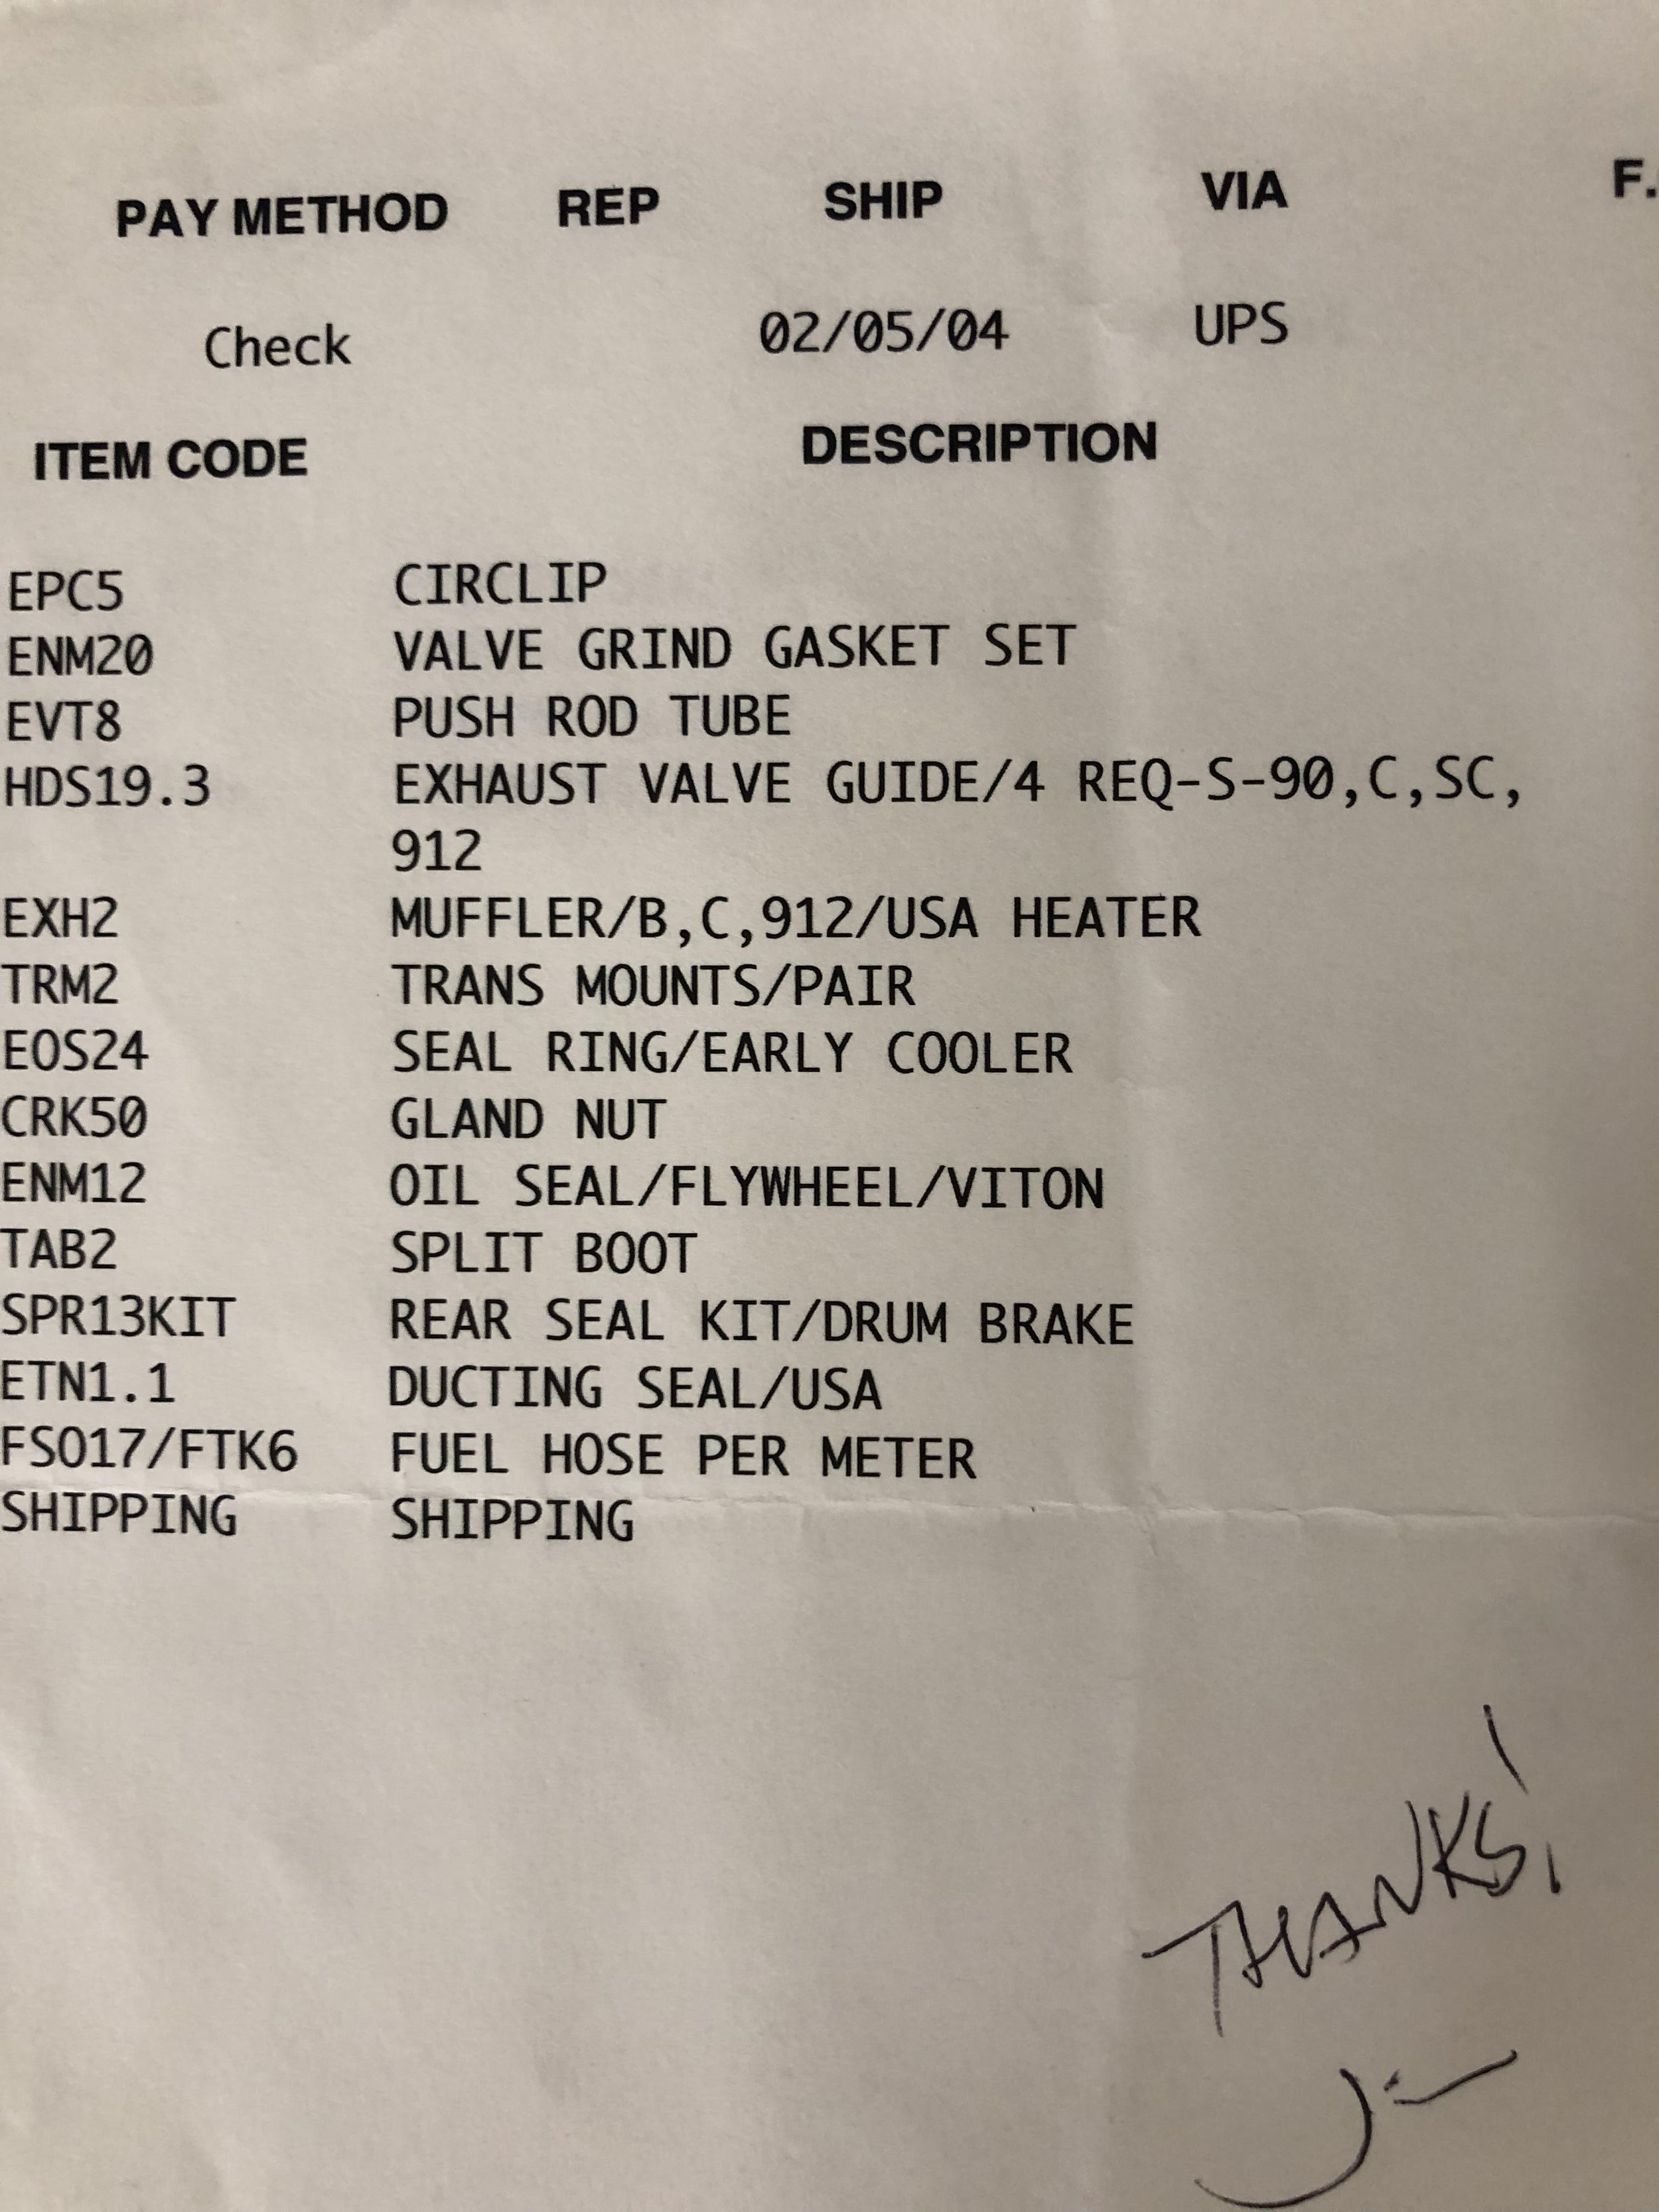 PAY METHOD REP SHIP VIA F.
Check 02/05/04 UPS
ITEM CODE DESCRIPTION
EPC5 CIRCLIP
ENM20 VALVE GRIND GASKET SET
EVT8 PUSH ROD TUBE
HDS19.3 EXHAUST VALVE GUIDE/4 REQ-S-90,C,SC,
912
EXH2 MUFFLER/B,C,912/USA HEATER
TRM2 TRANS MOUNTS/PAIR
EOS24 SEAL RING/EARLY COOLER
CRK50 GLAND NUT
ENM12 OIL SEAL/FLYWHEEL/VITON
TAB2 SPLIT BOOT
SPR13KIT REAR SEAL KIT/DRUM BRAKE
ETN1.1 DUCTING SEAL/USA
FSO17/FTK6 FUEL HOSE PER METER
SHIPPING SHIPPING
THANKS!